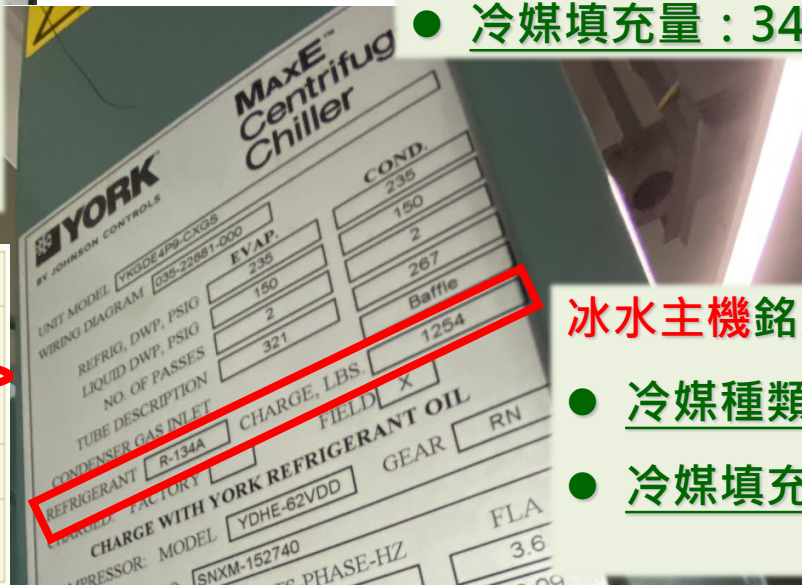 冷媒填充量：34
MAXE™
Centrifug
Chiller
YORK
BY JOHNSON CONTROLS
UNIT MODEL YKGDE4P9-CXGS
WIRING DIAGRAM 035-22881-000
EVAP. COND.
REFRIG, DWP, PSIG 235 235
LIQUID DWP, PSIG 150 150
NO. OF PASSES 2 2
TUBE DESCRIPTION 321 267
CONDENSER GAS INLET Baffle
REFRIGERANT R-134A CHARGE, LBS. 1254
CHARGED: FACTORY FIELD X
CHARGE WITH YORK REFRIGERANT OIL
MPRESSOR: MODEL YDHE-62VDD GEAR RN
SNXM-152740
TS-PHASE-HZ FLA
3.6
冰水主機銘
冷媒種類
冷媒填充